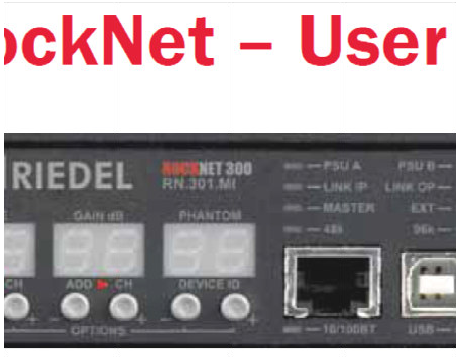 ockNet – User
RIEDEL
ROCKNET 300
RN.301.MI
PSU A PSU B
LINK IP LINK OP
MASTER EXT
48k 96k
GAIN dB PHANTOM
CH ADD CH DEVICE ID
- + - +
OPTIONS
10/100BT USB